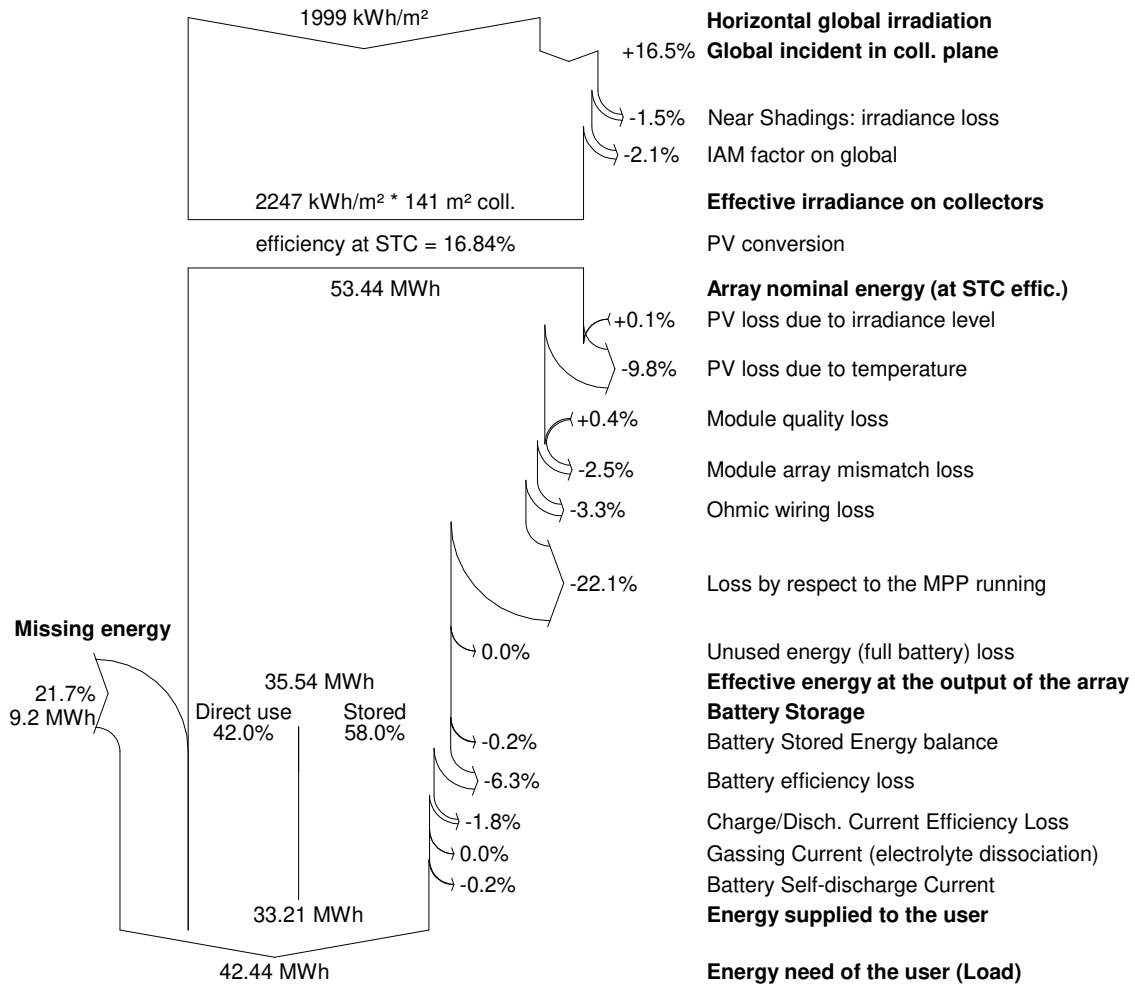 1999 kWh/m² Horizontal global irradiation
+16.5% Global incident in coll. plane
-1.5% Near Shadings: irradiance loss
-2.1% IAM factor on global
2247 kWh/m² * 141 m² coll. Effective irradiance on collectors
efficiency at STC = 16.84% PV conversion
53.44 MWh Array nominal energy (at STC effic.)
+0.1% PV loss due to irradiance level
-9.8% PV loss due to temperature
+0.4% Module quality loss
-2.5% Module array mismatch loss
-3.3% Ohmic wiring loss
-22.1% Loss by respect to the MPP running
Missing energy
0.0% Unused energy (full battery) loss
35.54 MWh Effective energy at the output of the array
21.7%
9.2 MWh Direct use Stored Battery Storage
42.0% 58.0% -0.2% Battery Stored Energy balance
-6.3% Battery efficiency loss
-1.8% Charge/Disch. Current Efficiency Loss
0.0% Gassing Current (electrolyte dissociation)
-0.2% Battery Self-discharge Current
33.21 MWh Energy supplied to the user
42.44 MWh Energy need of the user (Load)